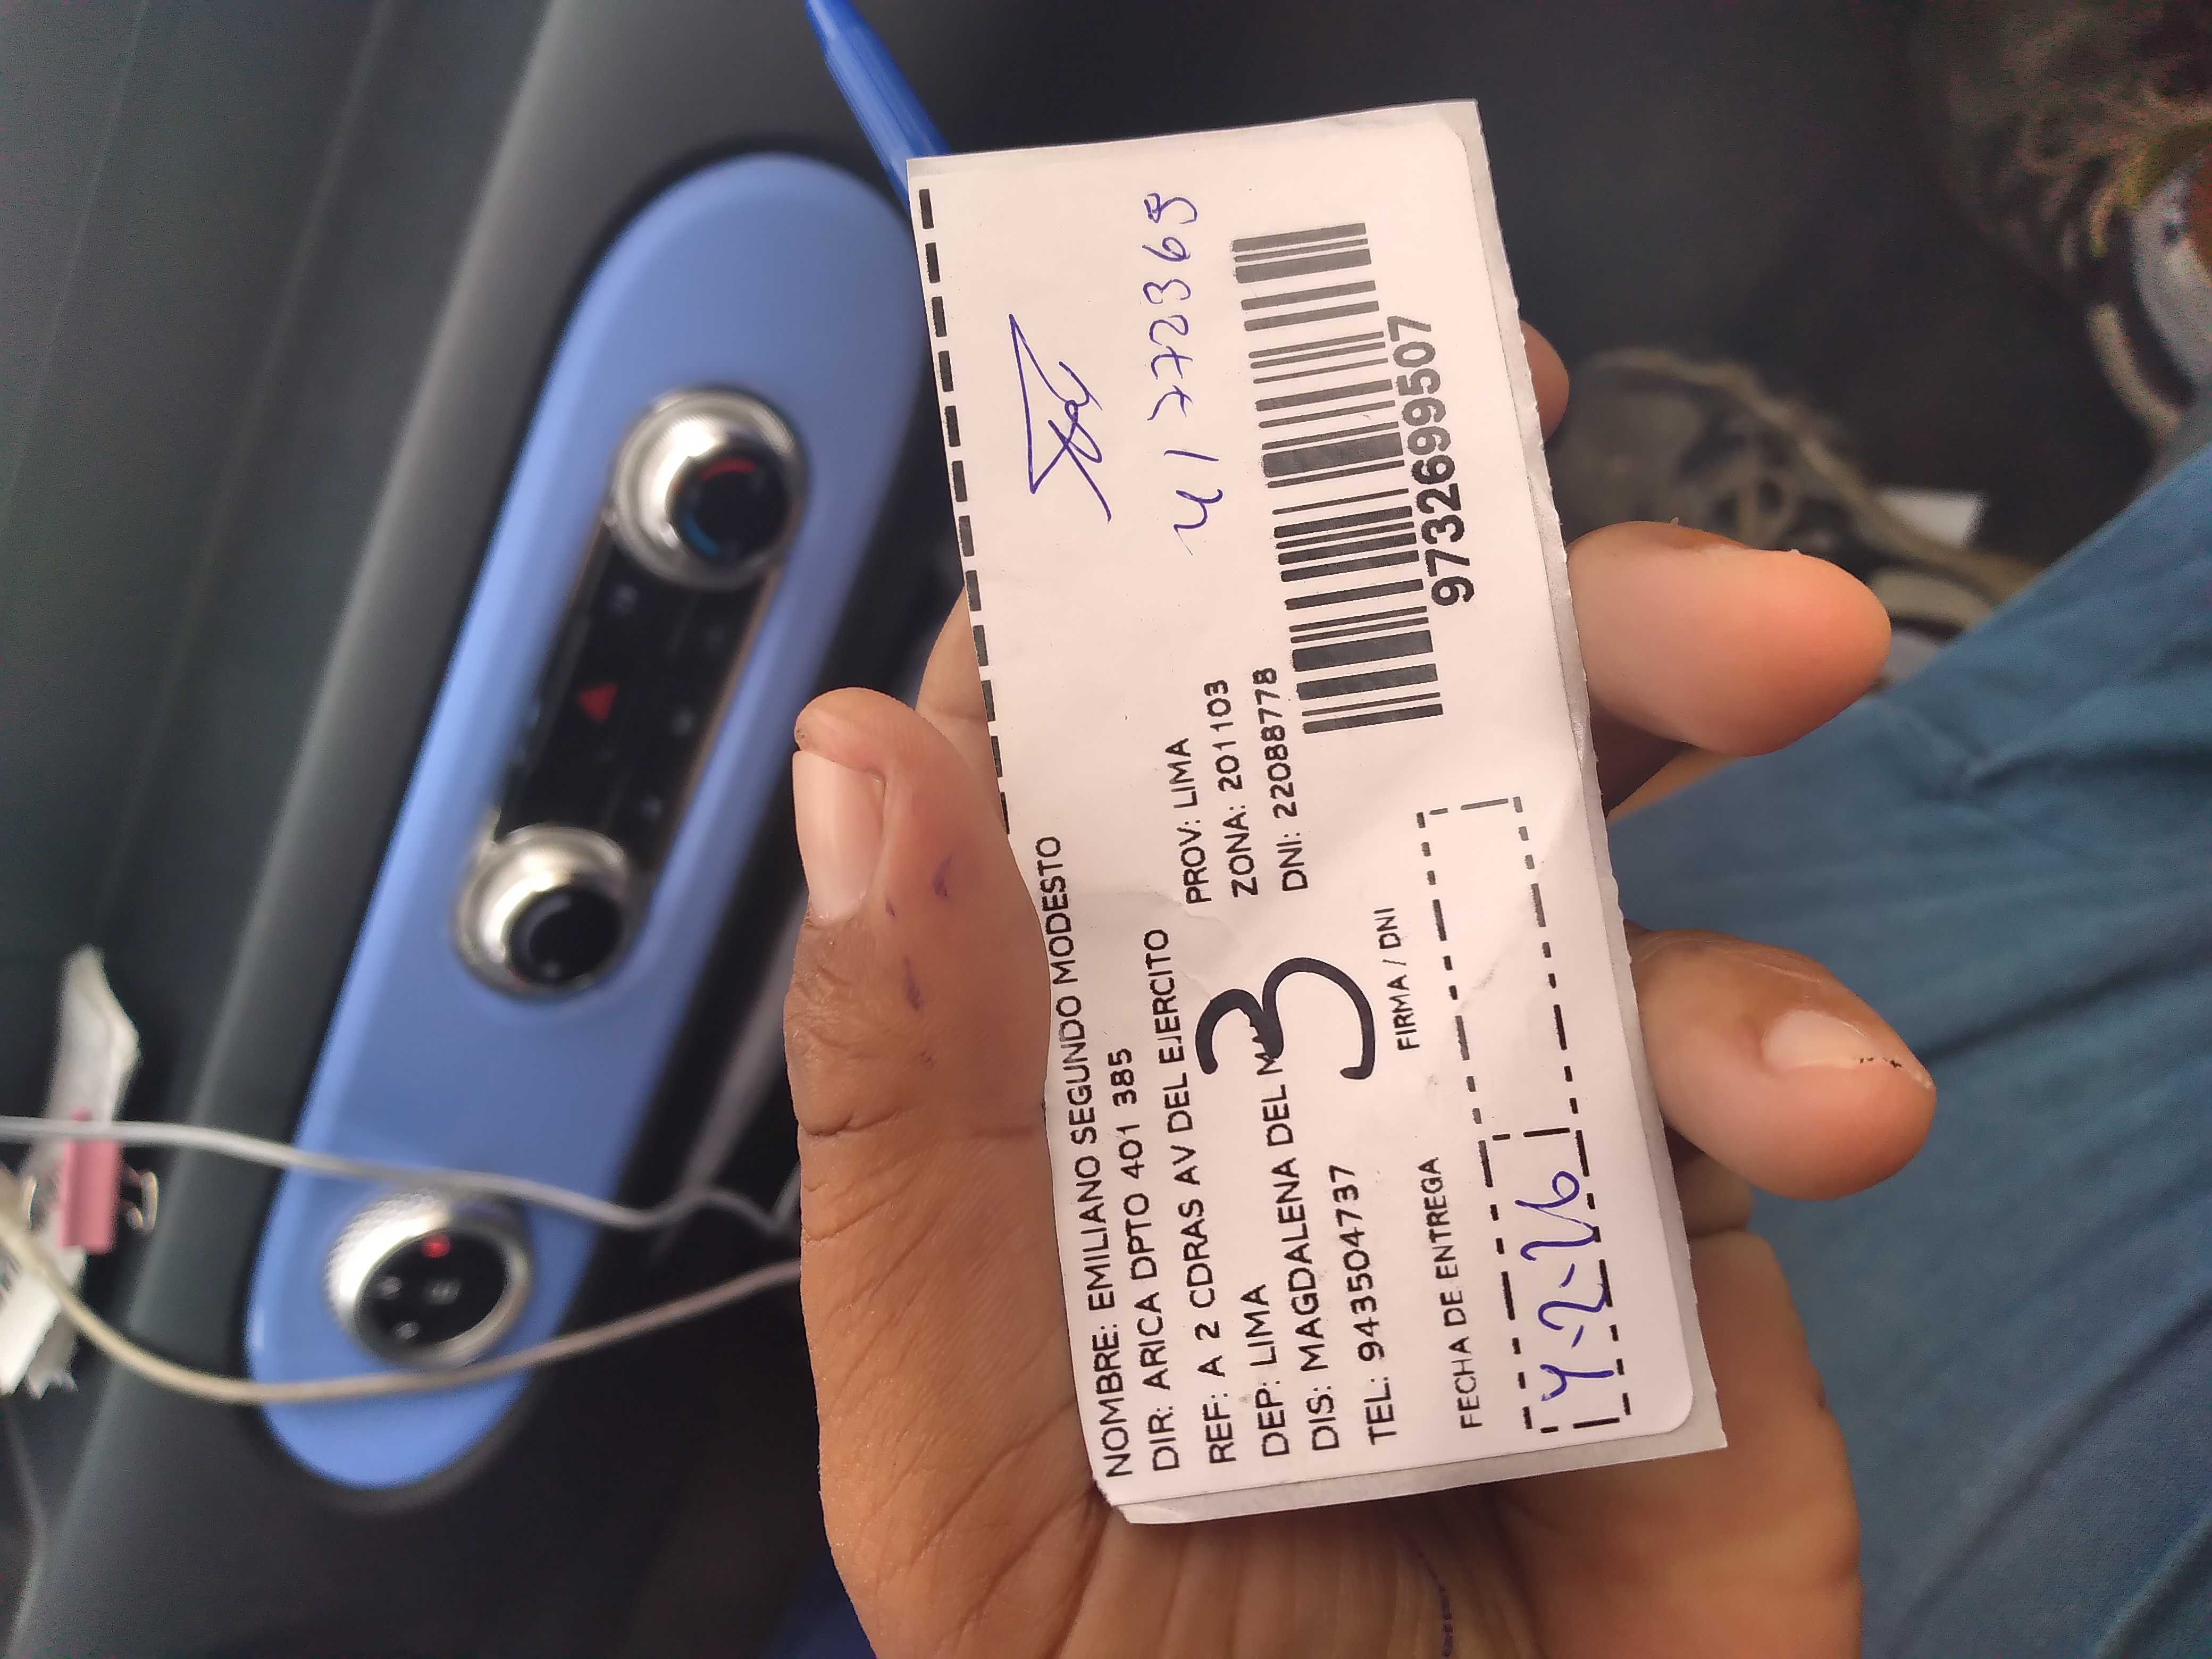 41772365
NOMBRE: EMILIANO SEGUNDO MODESTO
DIR: ARICA DPTO 401 385
REF: A 2 CDRAS AV DEL EJERCITO
DEP: LIMA
PROV: LIMA
DIS: MAGDALENA DEL
ZONA: 201103
TEL: 943504737
DNI: 22088778
3
9732699507
FECHA DE ENTREGA
FIRMA / DNI
4-2-26